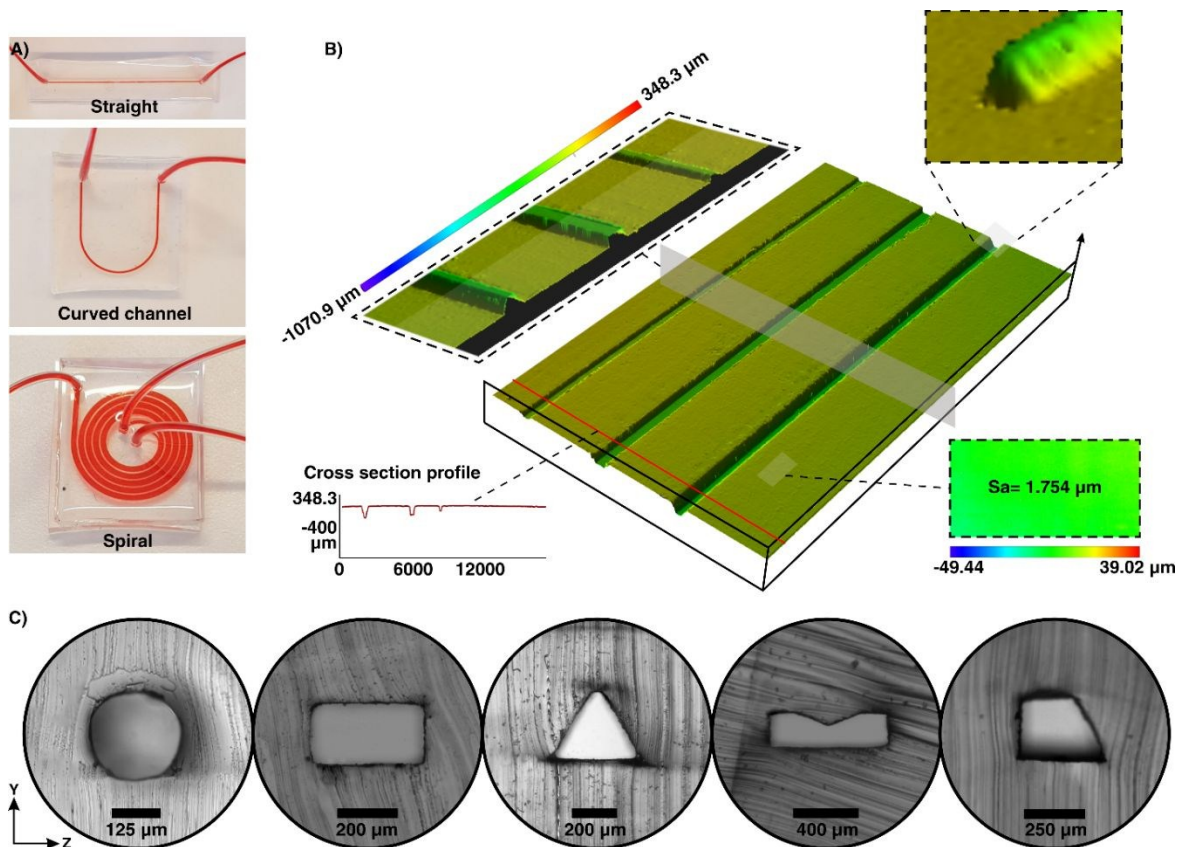 A)
Straight
Curved channel
Spiral
B)
348.3 µm
-1070.9 µm
Cross section profile
348.3
-400
µm
0 6000 12000
Sa= 1.754 µm
-49.44 39.02 µm
C)
Y
Z
125 µm
200 µm
200 µm
400 µm
250 µm